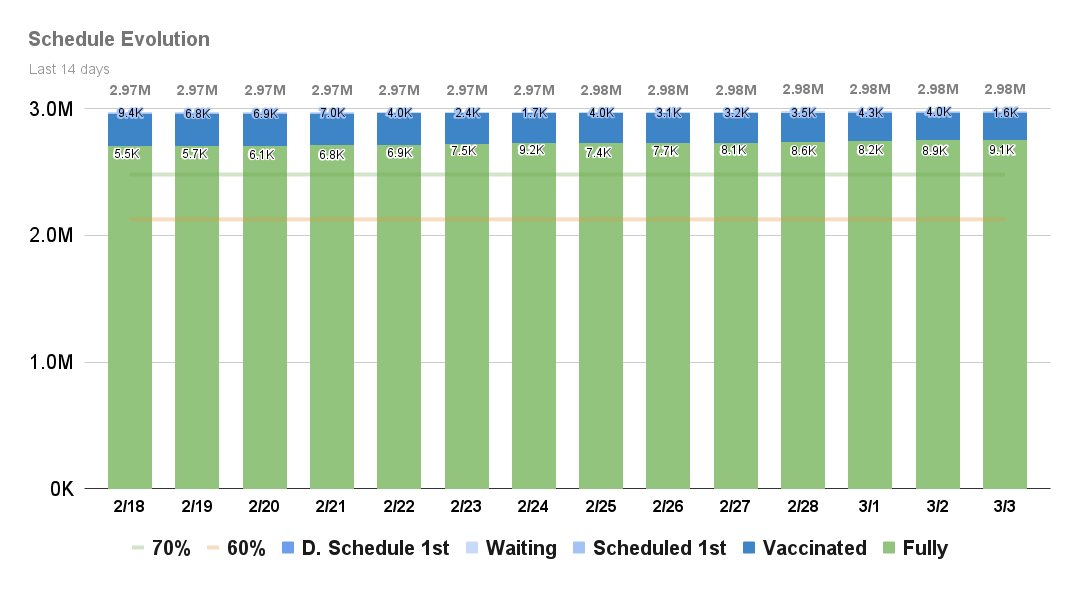 Schedule Evolution
Last 14 days
2.97M 2.97M 2.97M 2.97M 2.97M 2.97M 2.97M 2.98M 2.98M 2.98M 2.98M 2.98M 2.98M 2.98M
3.0M
9.4K 6.8K 6.9K 7.0K 4.0K 2.4K 1.7K 4.0K 3.1K 3.2K 3.5K 4.3K 4.0K 1.6K
5.5K 5.7K 6.1K 6.8K 6.9K 7.5K 9.2K 7.4K 7.7K 8.1K 8.6K 8.2K 8.9K 9.1K
2.0M
1.0M
0K
2/18 2/19 2/20 2/21 2/22 2/23 2/24 2/25 2/26 2/27 2/28 3/1 3/2 3/3
70% 60% D. Schedule 1st Waiting Scheduled 1st Vaccinated Fully